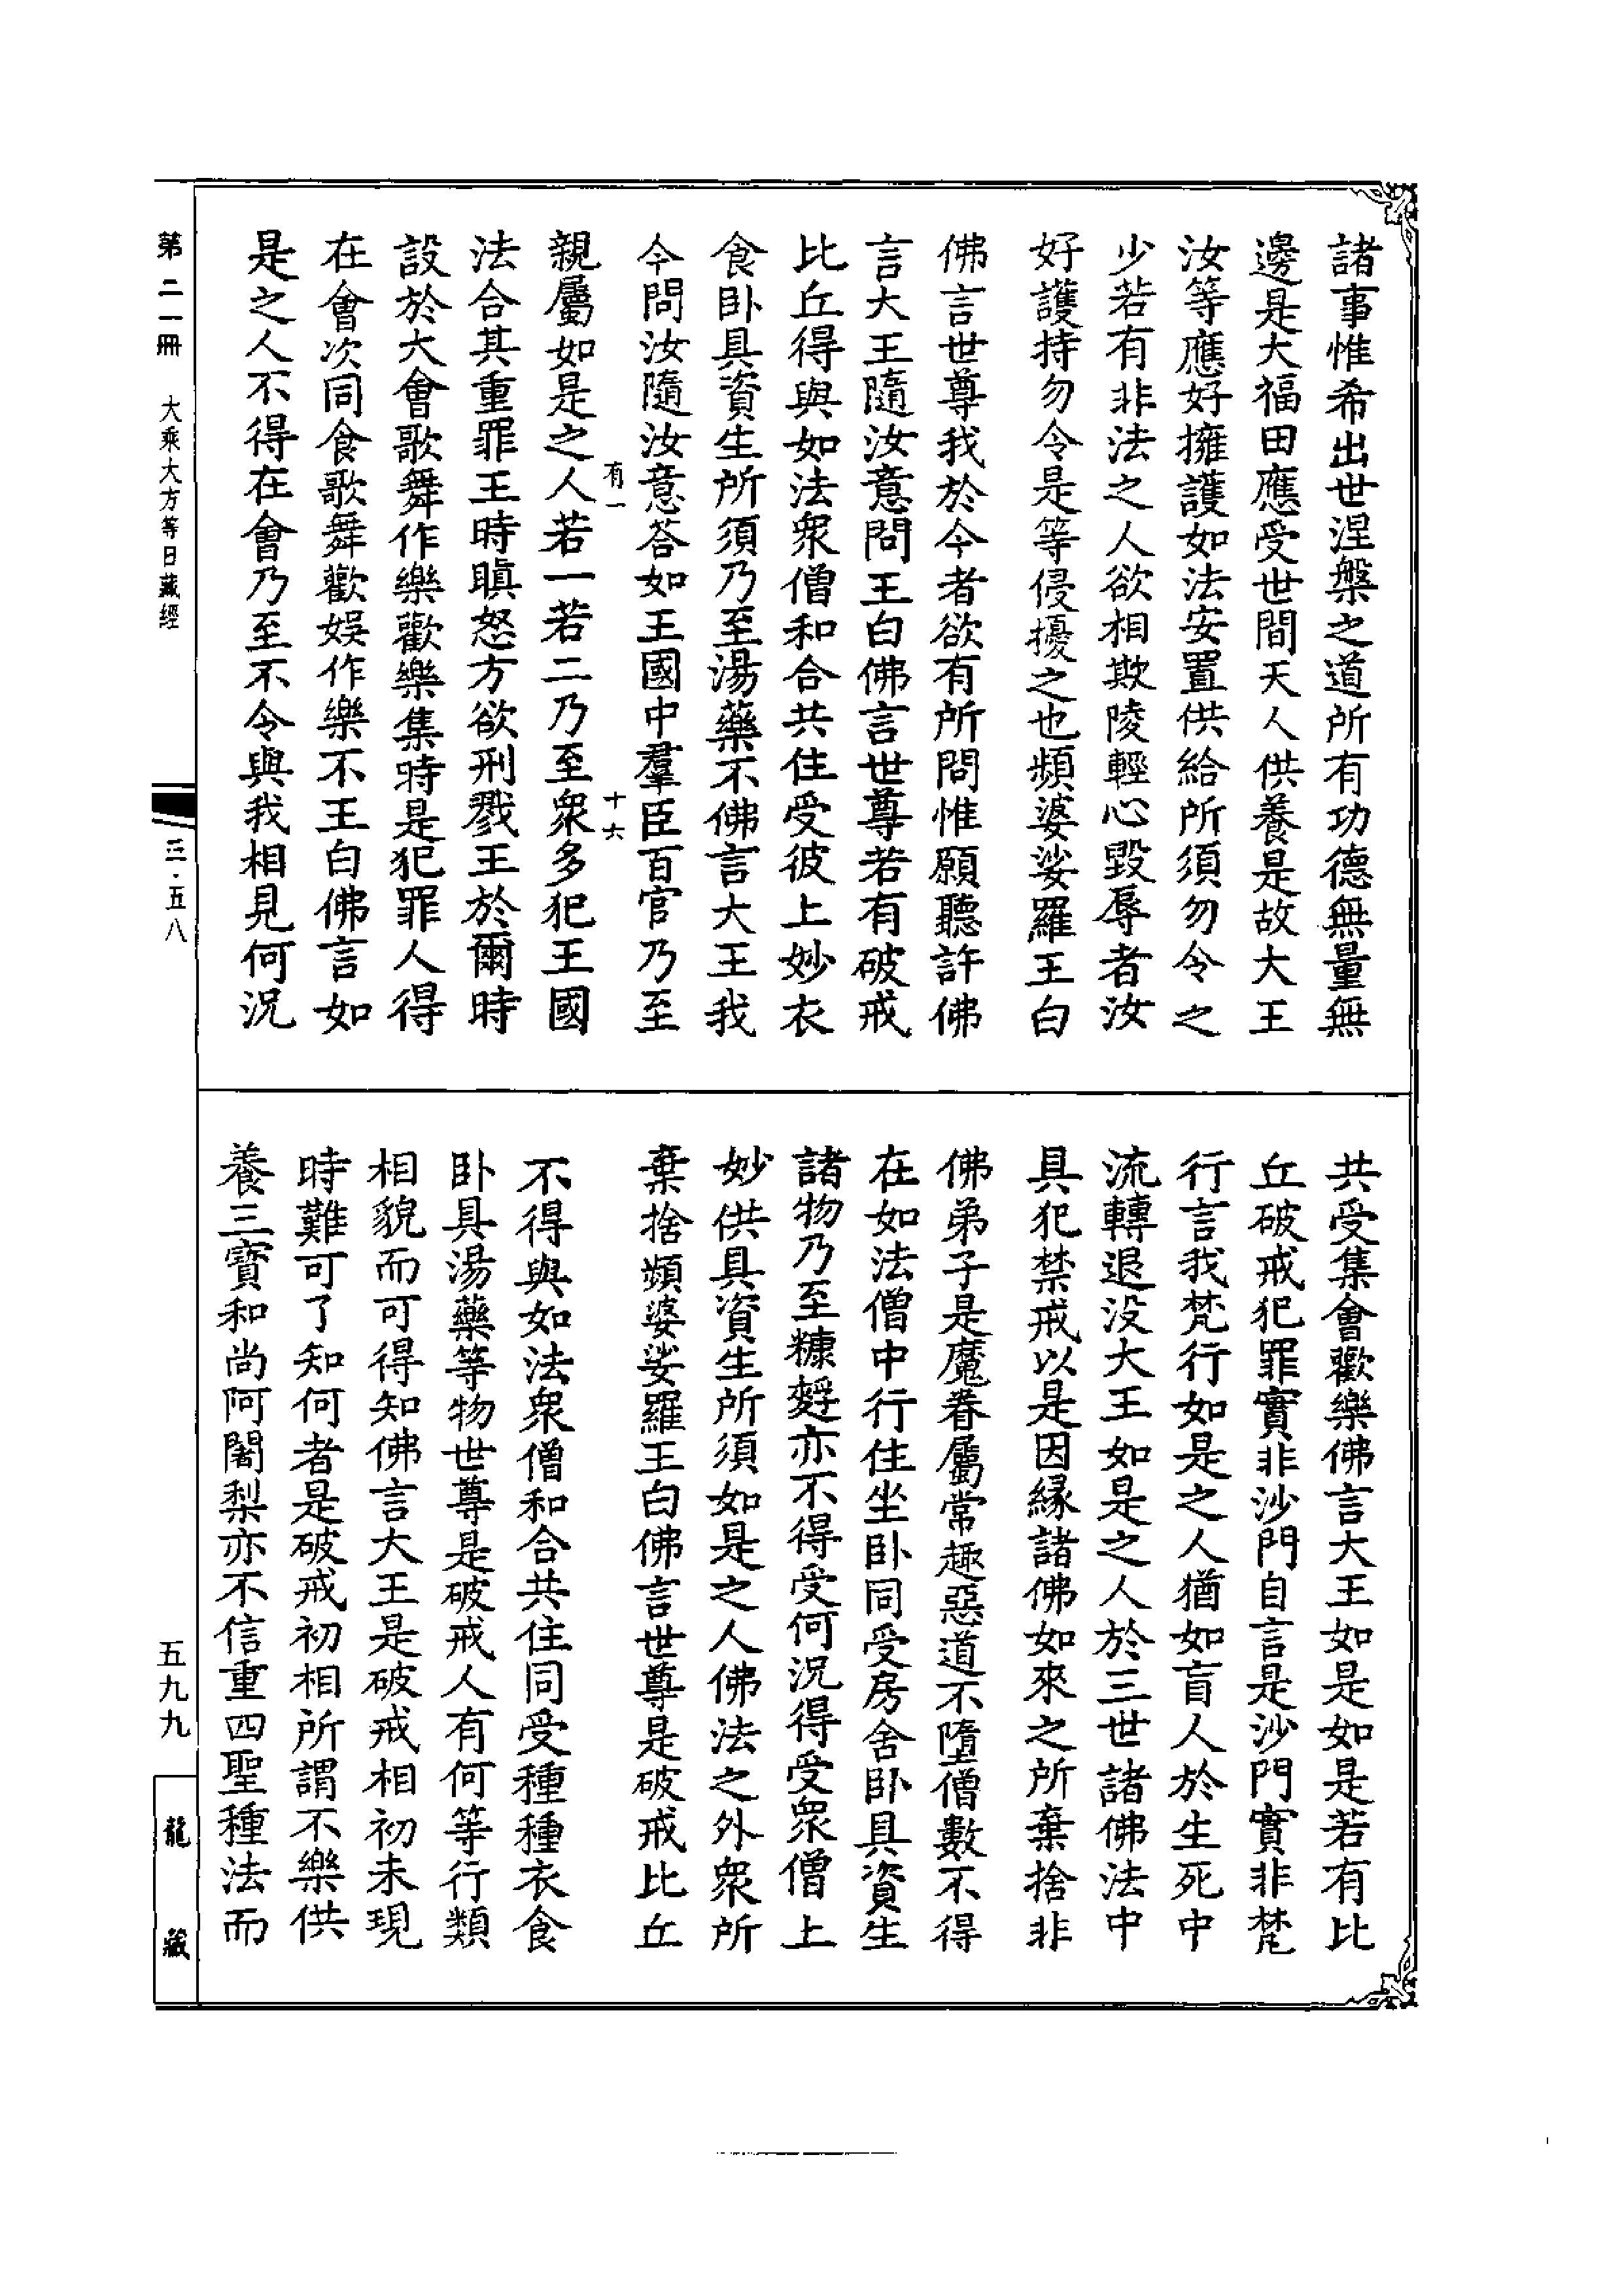 諸事惟希出世涅槃之道所有功德無量無
邊是大福田應受世間天人供養是故大王
汝等應好擁護如法安置供給所須勿令之
少若有非法之人欲相欺陵輕心毀辱者汝
好護持勿令是等侵擾之也頻婆娑羅王白
佛言世尊我於今者欲有所問惟願聽許佛
言大王隨汝意問王白佛言世尊若有破戒
比丘得與如法衆僧和合共住受彼上妙衣
食卧具資生所須乃至湯藥不佛言大王我
今問汝隨汝意荅如王國中羣臣百官乃至
有一
十六
親屬如是之人若一若二乃至衆多犯王國
法合其重罪王時瞋怒方欲刑戮王於爾時
設於大會歌舞作樂歡樂集時是犯罪人得
在會次同食歌舞歡娛作樂不王白佛言如
是之人不得在會乃至不令與我相見何況
共受集會歡樂佛言大王如是如是若有比
丘破戒犯罪實非沙門自言是沙門實非梵
行言我梵行如是之人猶如盲人於生死中
流轉退没大王如是之人於三世諸佛法中
具犯禁戒以是因緣諸佛如來之所棄捨非
佛弟子是魔眷屬常趣惡道不墮僧數不得
在如法僧中行住坐卧同受房舍卧具資生
諸物乃至糠麧亦不得受何況得受衆僧上
妙供具資生所須如是之人佛法之外衆所
棄捨頻婆娑羅王白佛言世尊是破戒比丘
不得與如法衆僧和合共住同受種種衣食
卧具湯藥等物世尊是破戒人有何等行類
相貌而可得知佛言大王是破戒相初未現
時難可了知何者是破戒初相所謂不樂供
養三寶和尚阿闍梨亦不信重四聖種法而
第二一冊　大乘大方等日藏經
三·五八
五九九
龍藏